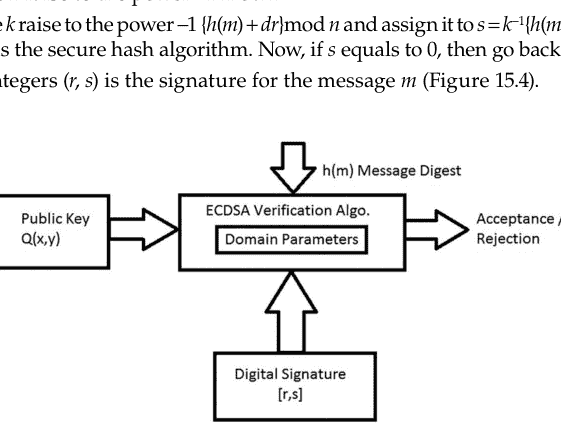 k raise to the power –1 {h(m) + dr}mod n and assign it to s = k–1{h(m
s the secure hash algorithm. Now, if s equals to 0, then go back
ntegers (r, s) is the signature for the message m (Figure 15.4).
h(m) Message Digest
Public Key
Q(x,y)
ECDSA Verification Algo.
Domain Parameters
Acceptance /
Rejection
Digital Signature
[r,s]